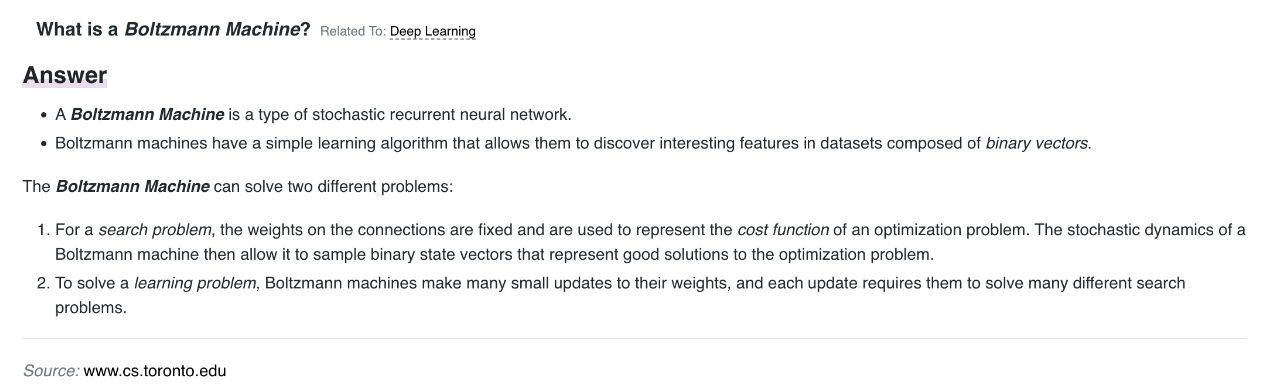 What is a Boltzmann Machine? Related To: Deep Learning
Answer
• A Boltzmann Machine is a type of stochastic recurrent neural network.
• Boltzmann machines have a simple learning algorithm that allows them to discover interesting features in datasets composed of binary vectors.
The Boltzmann Machine can solve two different problems:
1. For a search problem, the weights on the connections are fixed and are used to represent the cost function of an optimization problem. The stochastic dynamics of a
Boltzmann machine then allow it to sample binary state vectors that represent good solutions to the optimization problem.
2. To solve a learning problem, Boltzmann machines make many small updates to their weights, and each update requires them to solve many different search
problems.
Source: www.cs.toronto.edu